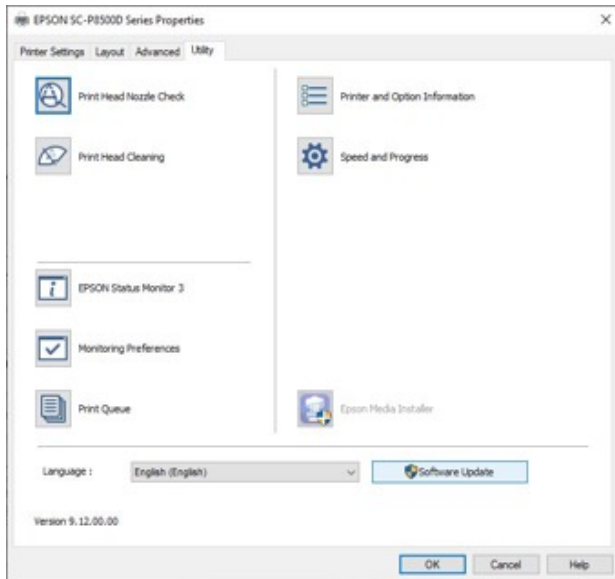 EPSON SC-P8500D Series Properties
Printer Settings Layout Advanced Utility
Print Head Nozzle Check
Printer and Option Information
Print Head Cleaning
Speed and Progress
EPSON Status Monitor 3
Monitoring Preferences
Print Queue
Epson Media Installer
Language :
English (English)
Software Update
Version 9.12.00.00
OK Cancel Help